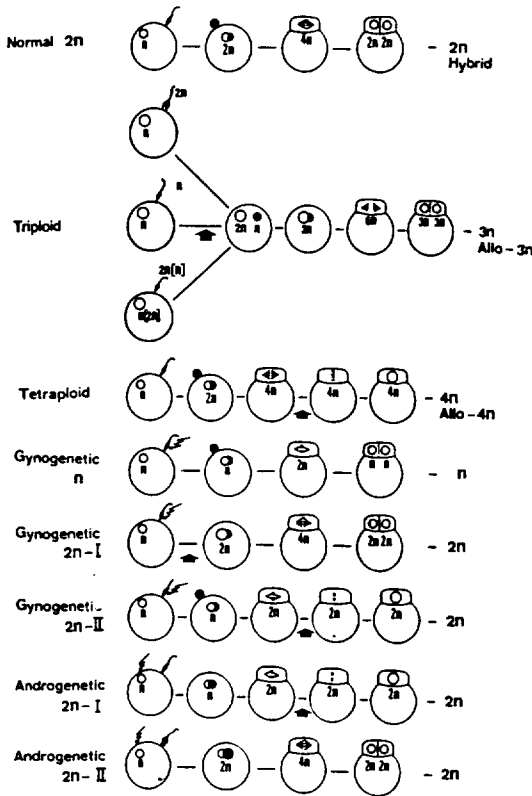 Normal 2n n 2n 4n 2n 2n - 2n
Hybrid
2n
n
n
Triploid n 2n n 3n 6n 3n 3n - 3n
Allo-3n
2n[n]
n[2n]
Tetraploid n 2n 4n 4n 4n - 4n
Allo-4n
Gynogenetic
n n n 2n n n - n
Gynogenetic
2n-I n 2n 4n 2n 2n - 2n
Gynogenetic
2n-II n n 2n 2n 2n - 2n
Androgenetic
2n-I n n 2n 2n 2n - 2n
Androgenetic
2n-II n 2n 4n 2n 2n - 2n